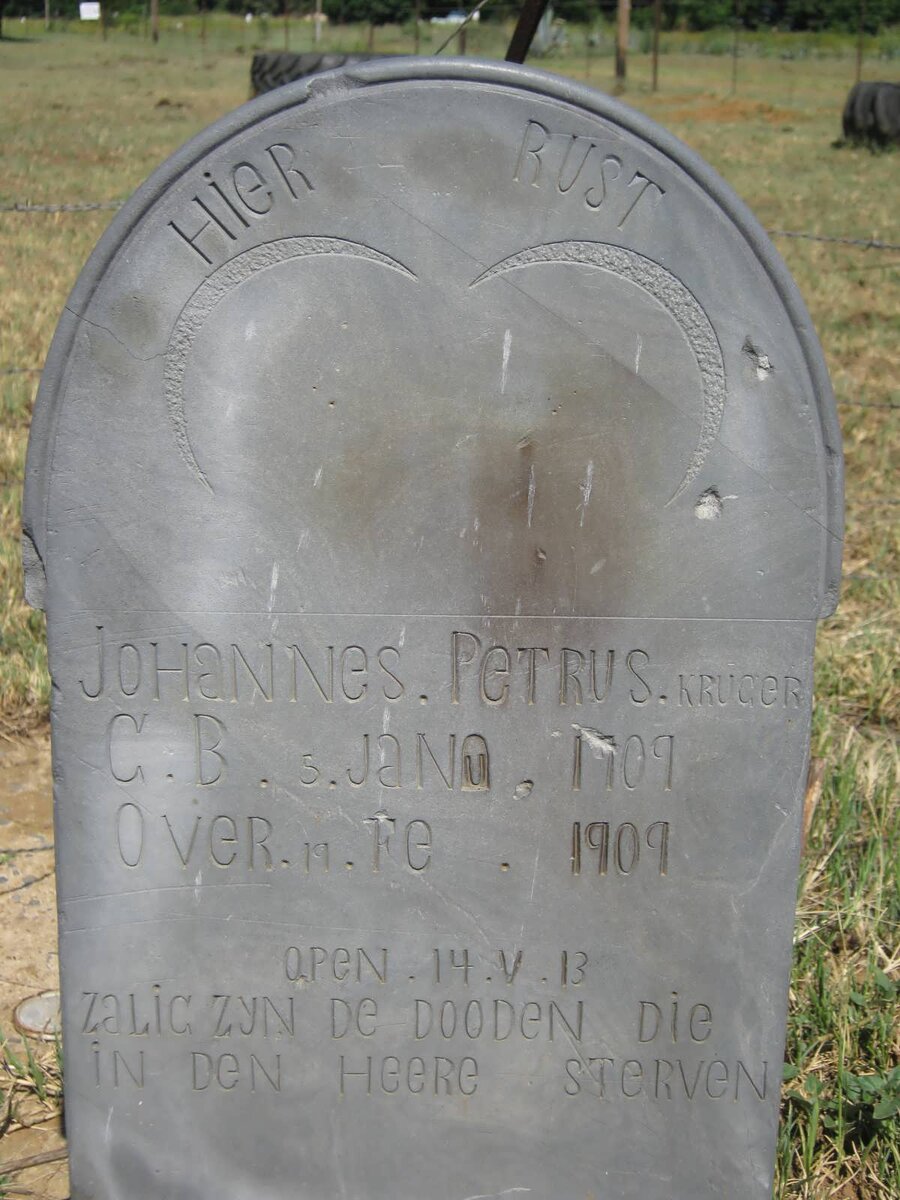 Hier RUST
JOHANNes. PeTRUS. KRUGER
G.B. 5. JaNu, 1909
OVeR. 19. Fe . 1909
OPeN. 14. V. 13
ZaLiG ZyN De DOODeN Die
iN DeN HeeRe STeRVeN